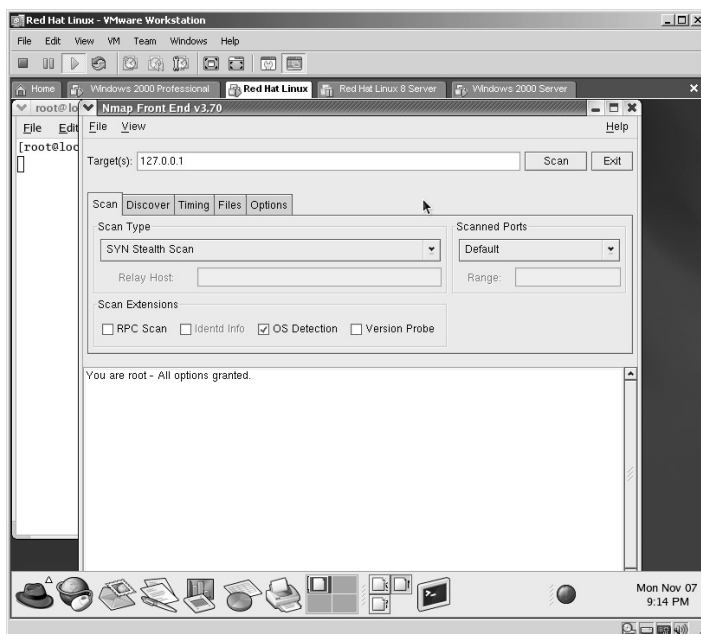 Red Hat Linux - VMware Workstation
File Edit View VM Team Windows Help
Home Windows 2000 Professional Red Hat Linux Red Hat Linux 8 Server Windows 2000 Server
root@lo
Nmap Front End v3.70
File Edit
File View Help
[root@loc
Target(s): 127.0.0.1 Scan Exit
Scan Discover Timing Files Options
Scan Type Scanned Ports
SYN Stealth Scan Default
Relay Host: Range:
Scan Extensions
RPC Scan Identd Info OS Detection Version Probe
You are root - All options granted.
Mon Nov 07
9:14 PM